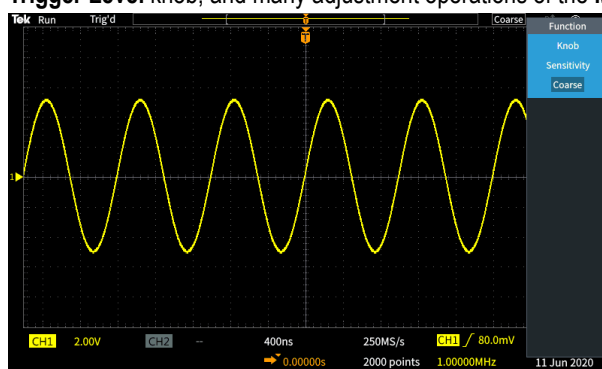 Trigger Level knob, and many adjustment operations of the
Tek Run Trig'd Coarse
Function
Knob
Sensitivity
Coarse
1
CH1 2.00V CH2 -- 400ns 250MS/s CH1 80.0mV
0.00000s 2000 points 1.00000MHz 11 Jun 2020